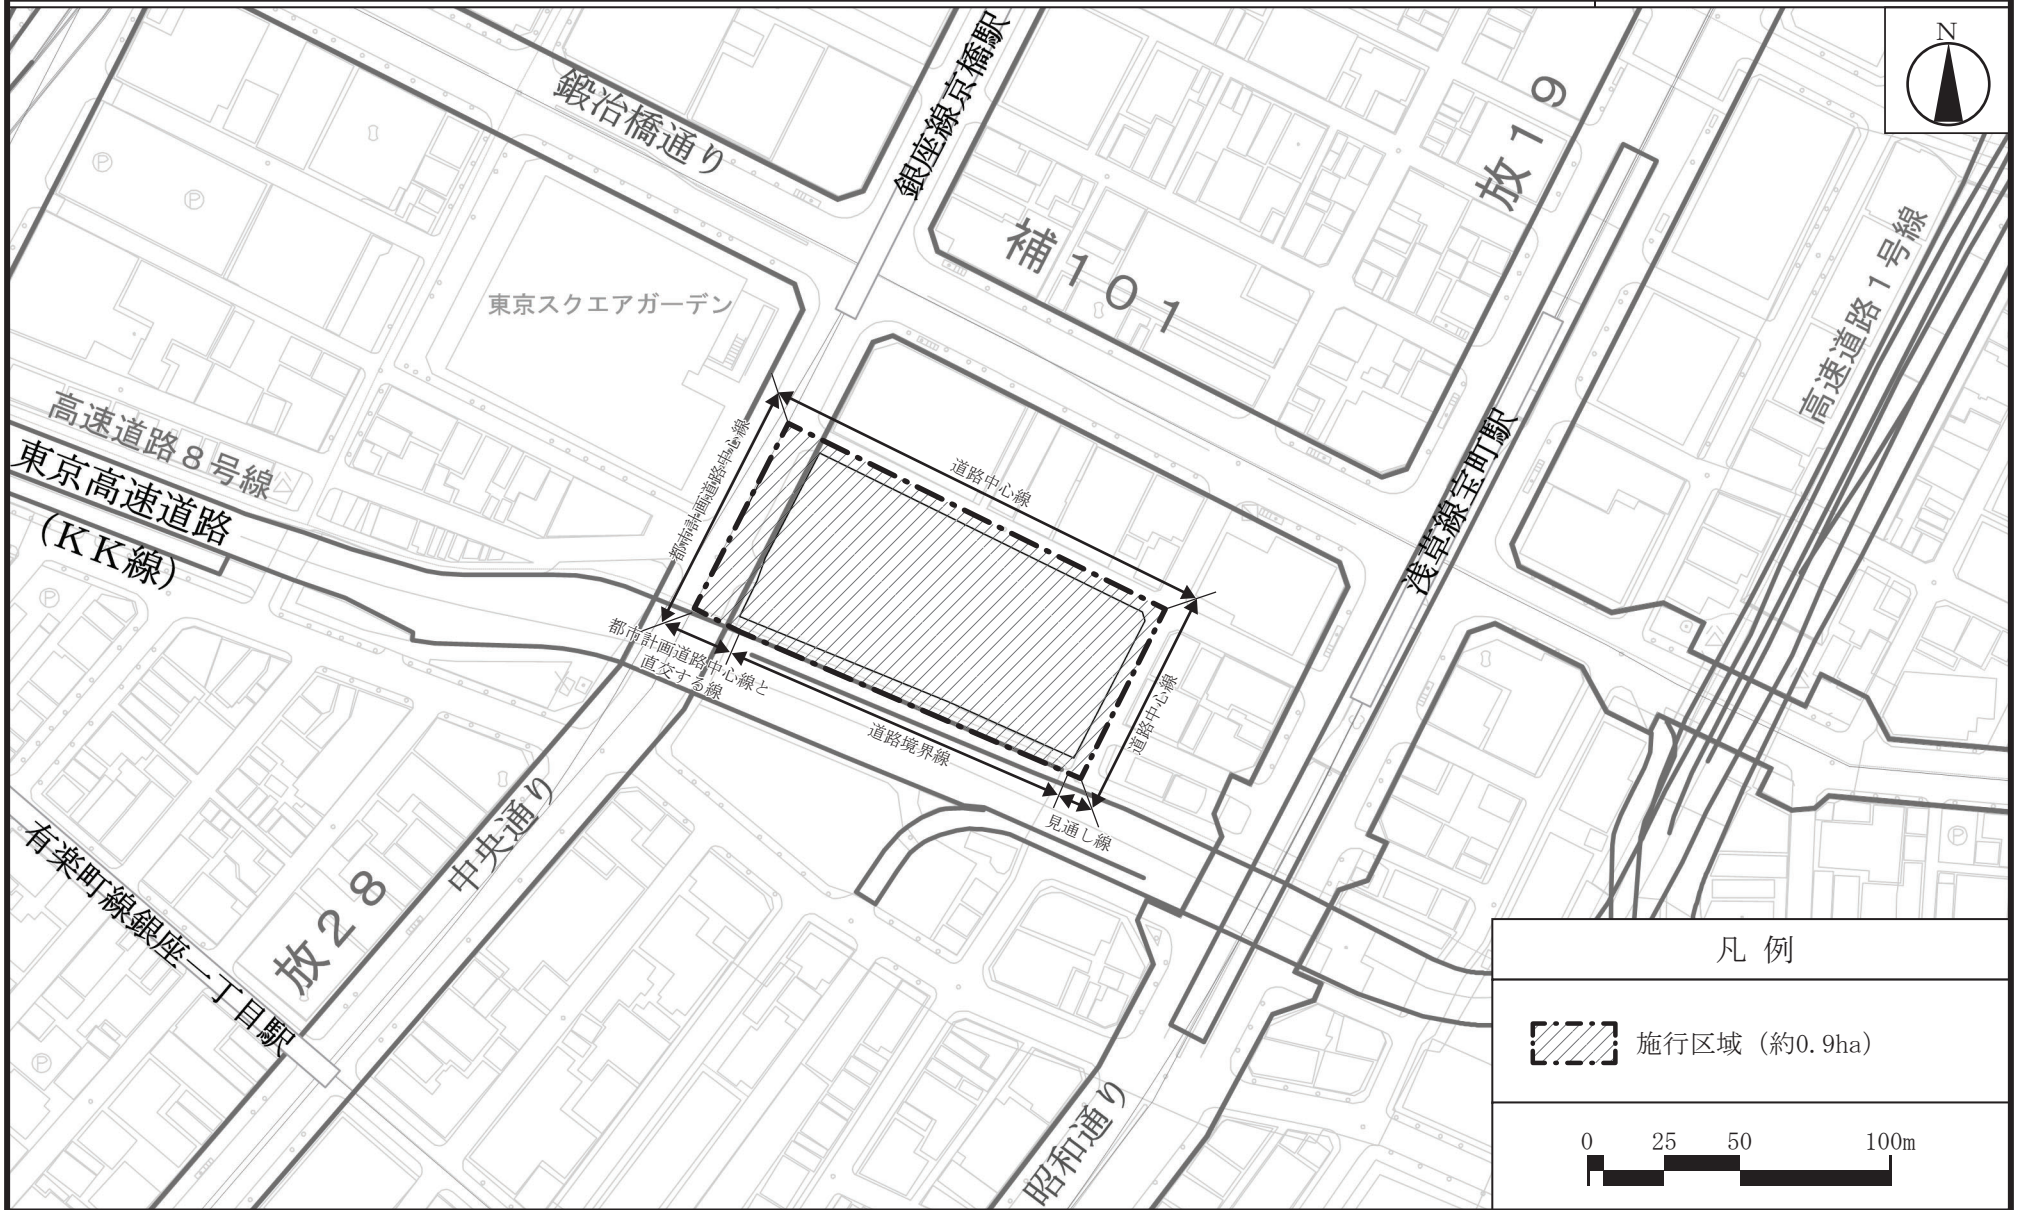 N
鍛冶橋通り
銀座線京橋駅
放19
補101
高速道路1号線
東京スクエアガーデン
高速道路8号線
東京高速道路
(KK線)
都市計画道路中心線
道路中心線
浅草線宝町駅
都市計画道路中心線と
直交する線
道路境界線
道路中心線
見通し線
中央通り
放28
有楽町線銀座一丁目駅
昭和通り
P
P
P
P
P
凡 例
施行区域 (約0.9ha)
0 25 50 100m